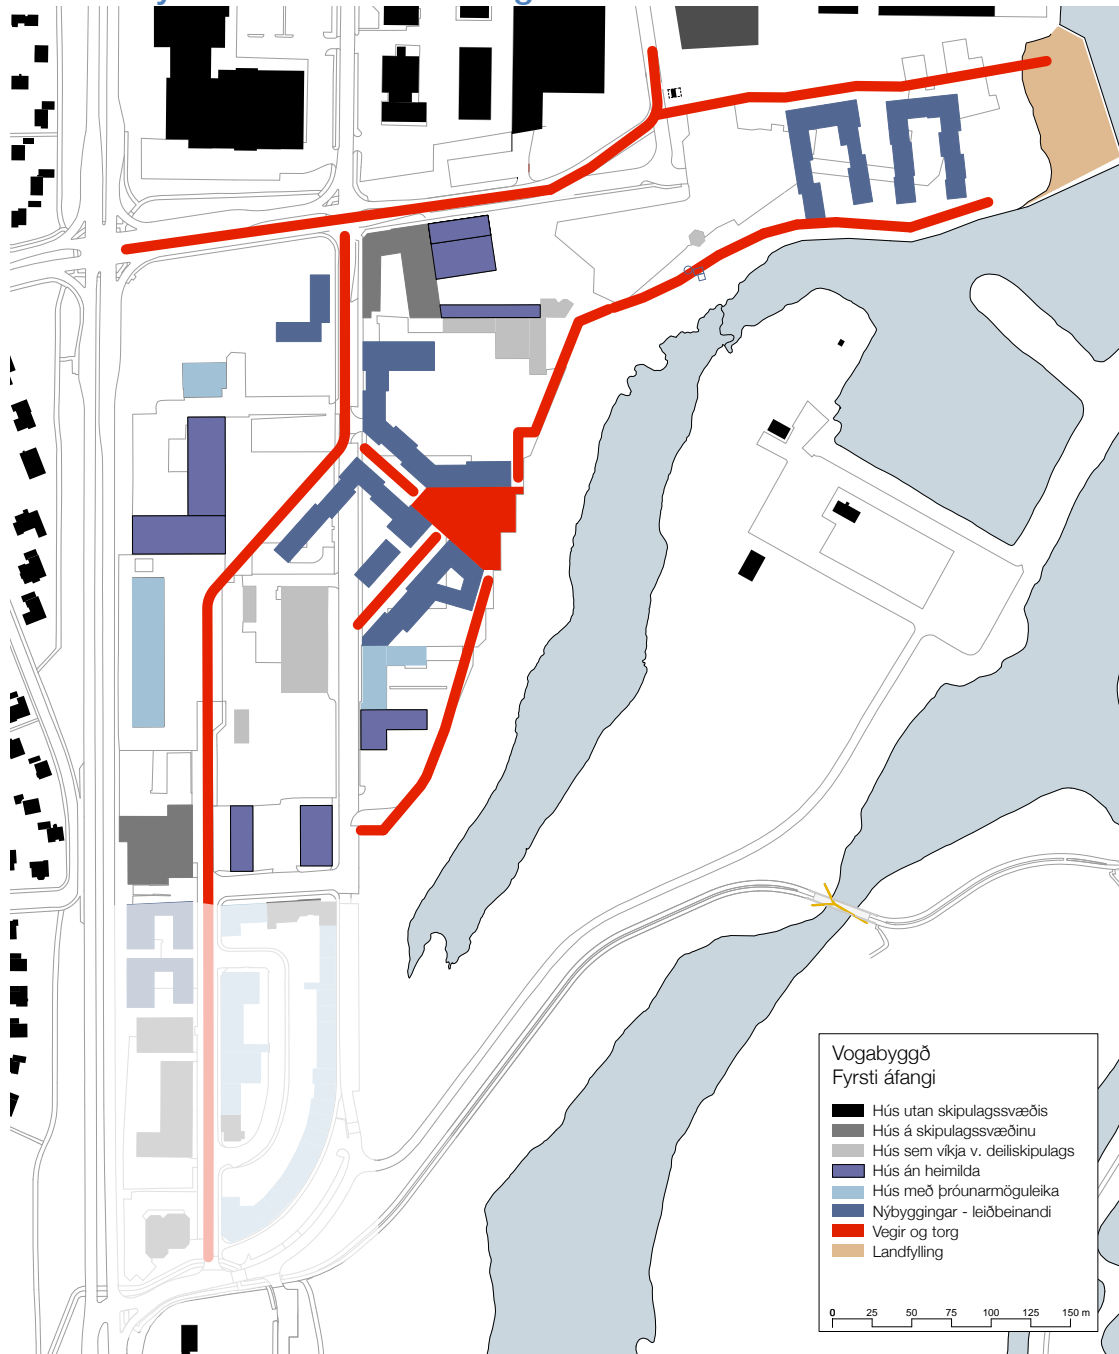 Vogabyggð
Fyrsti áfangi
Hús utan skipulagssvæðis
Hús á skipulagssvæðinu
Hús sem víkja v. deiliskipulags
Hús án heimilda
Hús með þróunarmöguleika
Nýbyggingar - leiðbeinandi
Vegir og torg
Landfylling
0 25 50 75 100 125 150 m